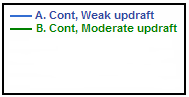 A. Cont, Weak updraft
B. Cont, Moderate updraft